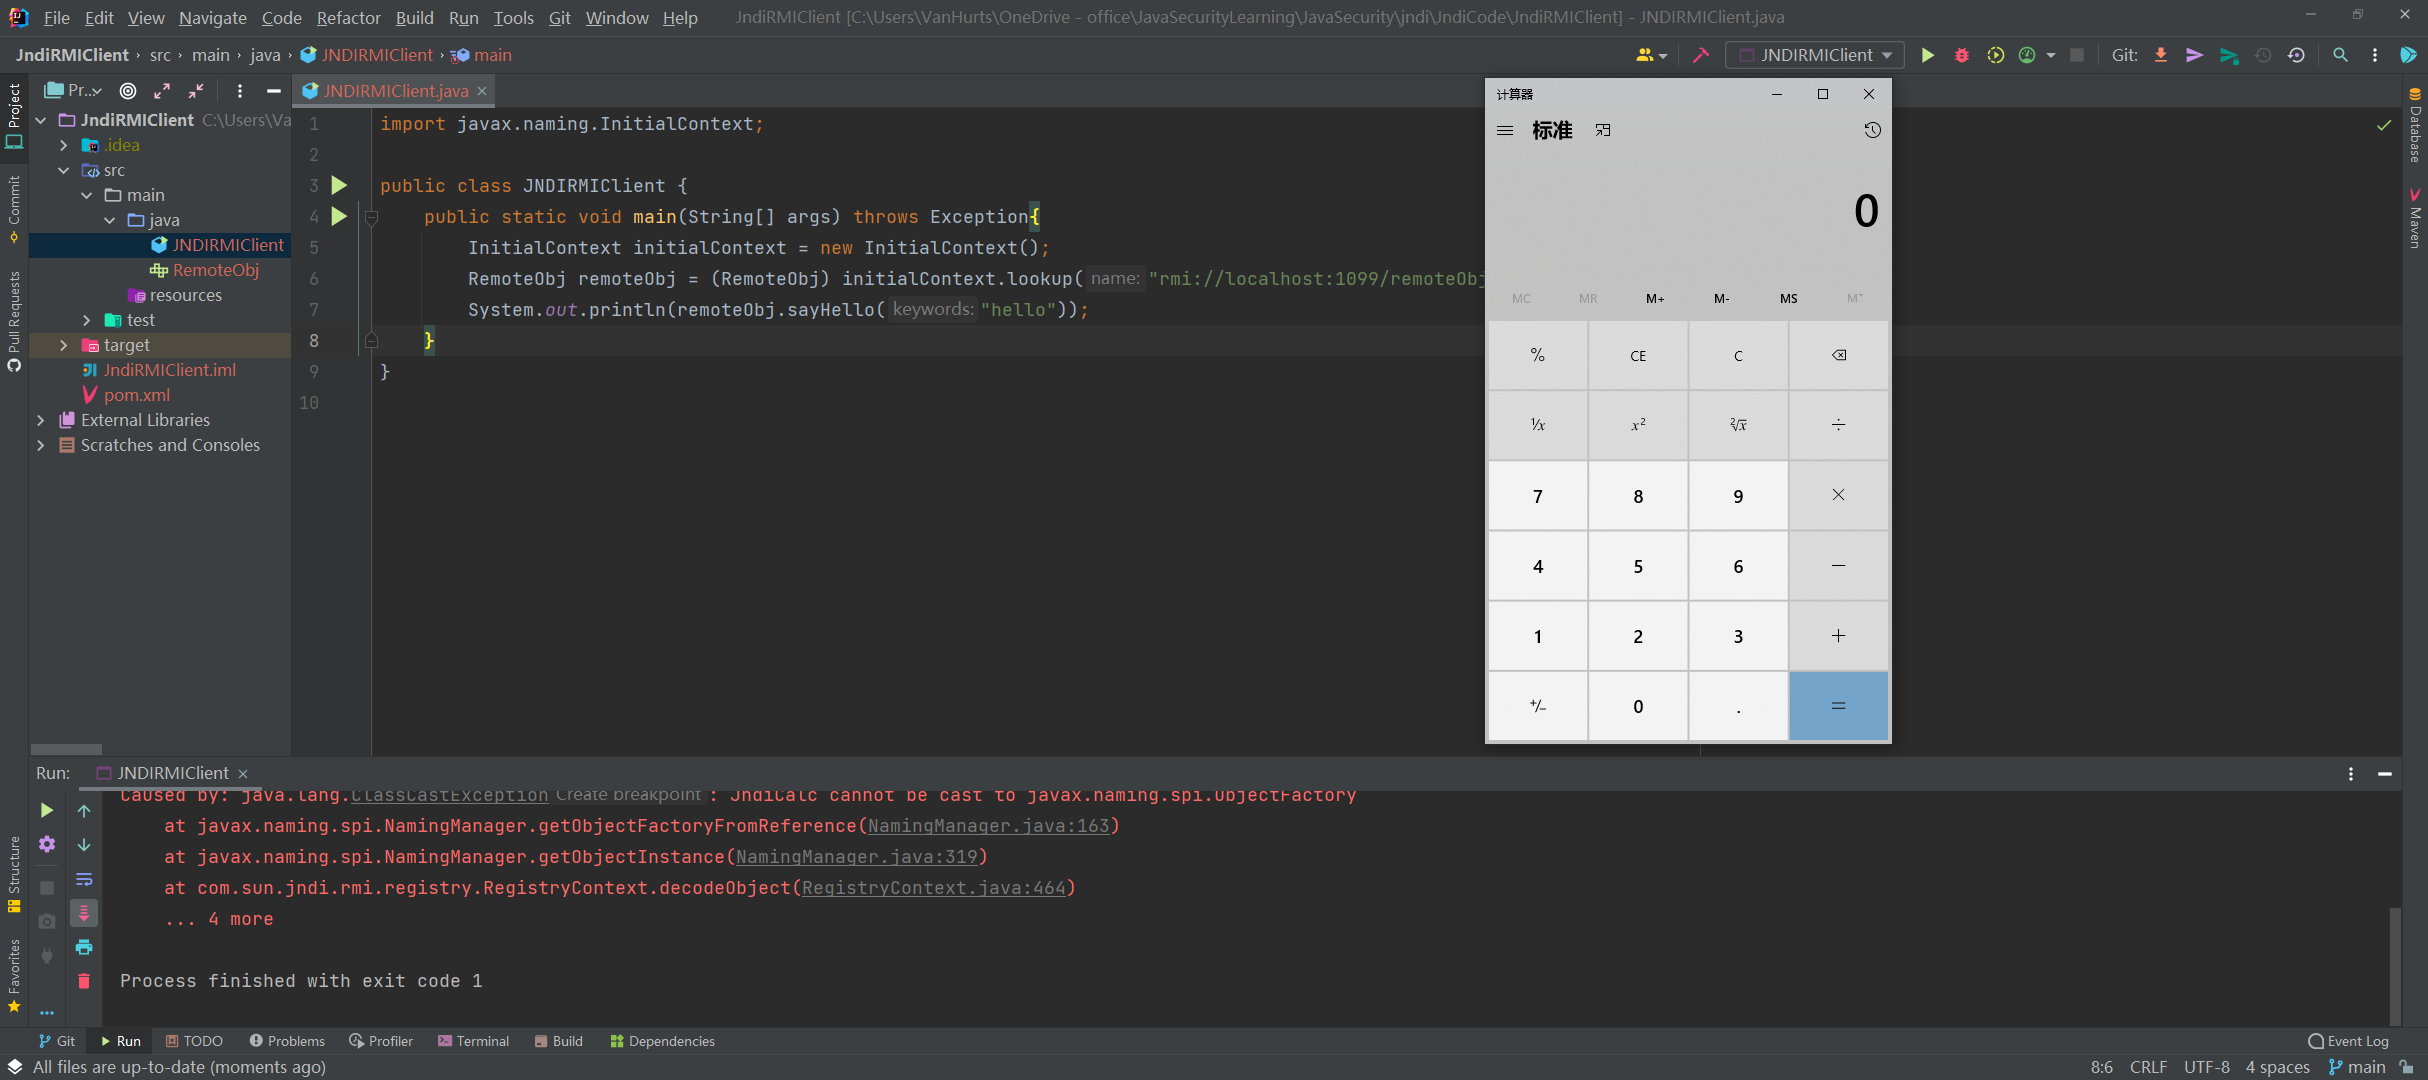 File Edit View Navigate Code Refactor Build Run Tools Git Window Help JndiRMIClient [C:\Users\VanHurts\OneDrive - office\JavaSecurityLearning\JavaSecurity\jndi\JndiCode\JndiRMIClient] - JNDIRMIClient.java
JndiRMIClient src main java JNDIRMIClient main JNDIRMIClient Git:
Project
Commit
Pull Requests
Structure
Favorites
Pr...
JndiRMIClient C:\Users\Va
.idea
src
main
java
JNDIRMIClient
RemoteObj
resources
test
target
JndiRMIClient.iml
pom.xml
External Libraries
Scratches and Consoles
JNDIRMIClient.java
1 import javax.naming.InitialContext;
2
3 public class JNDIRMIClient {
4 public static void main(String[] args) throws Exception{
5 InitialContext initialContext = new InitialContext();
6 RemoteObj remoteObj = (RemoteObj) initialContext.lookup( name: "rmi://localhost:1099/remoteObj
7 System.out.println(remoteObj.sayHello( keywords: "hello"));
8 }
9 }
10
计算器
标准
0
MC MR M+ M- MS M˅
% CE C
¹/x x² ²√x ÷
7 8 9 ×
4 5 6 −
1 2 3 +
+/− 0 . =
Database
Maven
Run: JNDIRMIClient
Caused by: java.lang.ClassCastException Create breakpoint : JndiCalc cannot be cast to javax.naming.spi.ObjectFactory
at javax.naming.spi.NamingManager.getObjectFactoryFromReference(NamingManager.java:163)
at javax.naming.spi.NamingManager.getObjectInstance(NamingManager.java:319)
at com.sun.jndi.rmi.registry.RegistryContext.decodeObject(RegistryContext.java:464)
... 4 more
Process finished with exit code 1
Git Run TODO Problems Profiler Terminal Build Dependencies Event Log
All files are up-to-date (moments ago) 8:6 CRLF UTF-8 4 spaces main